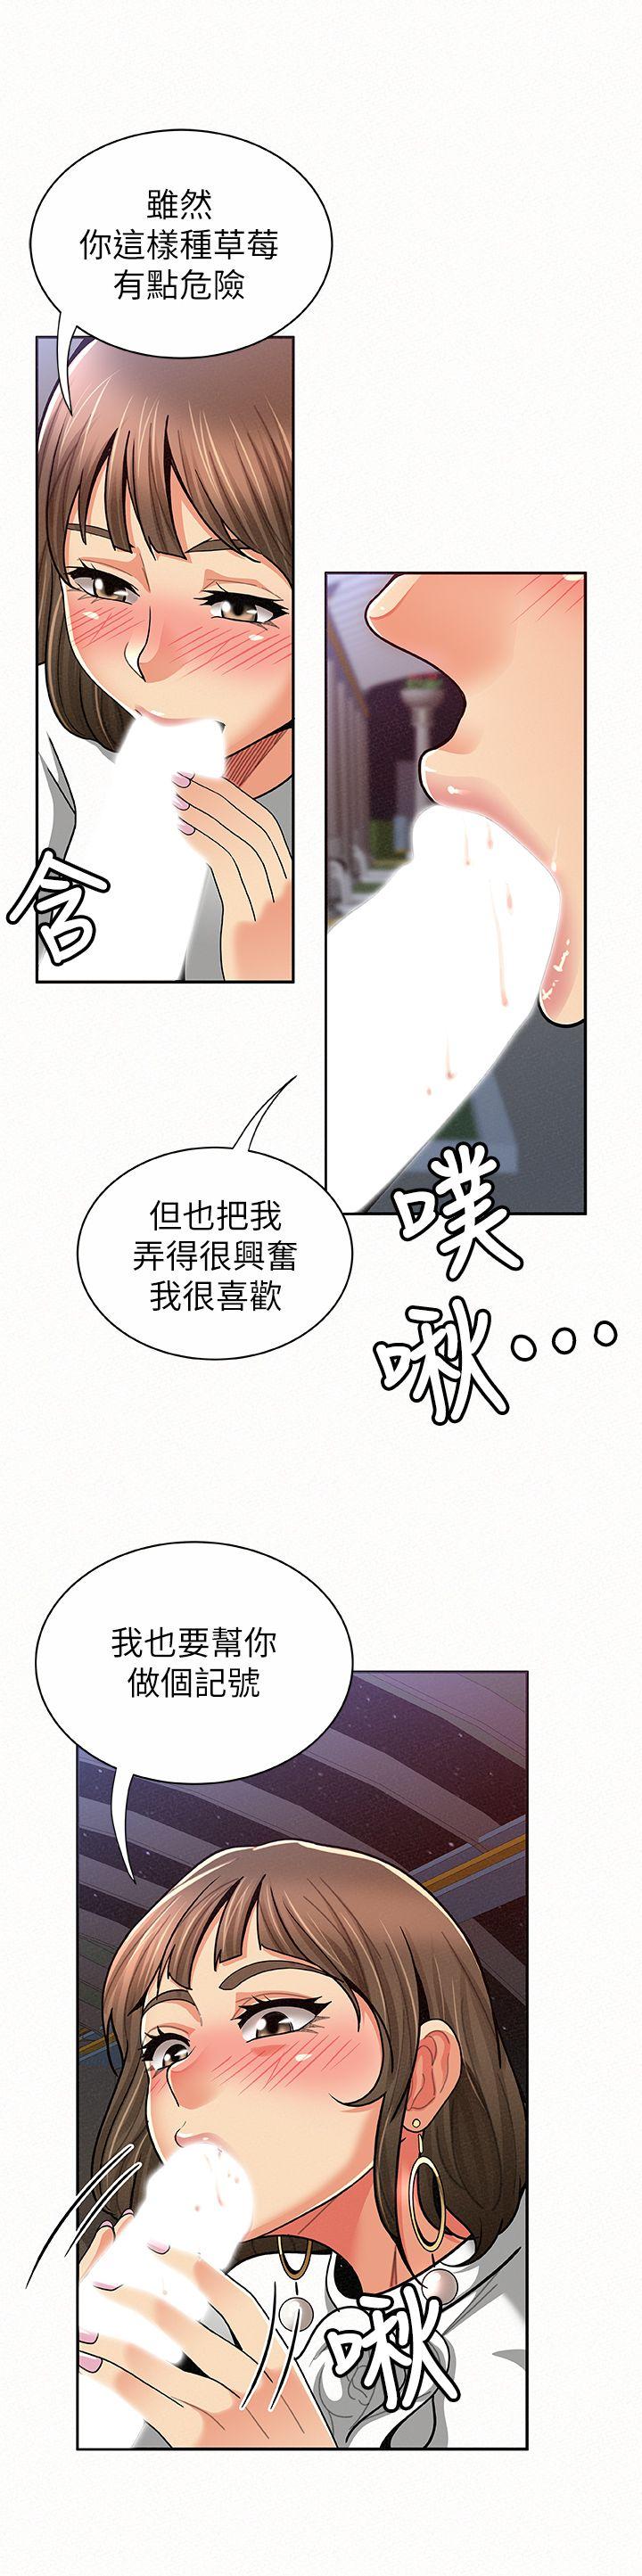 雖然
你這樣種草莓
有點危險
含
噗
啾...
但也把我
弄得很興奮
我很喜歡
我也要幫你
做個記號
啾